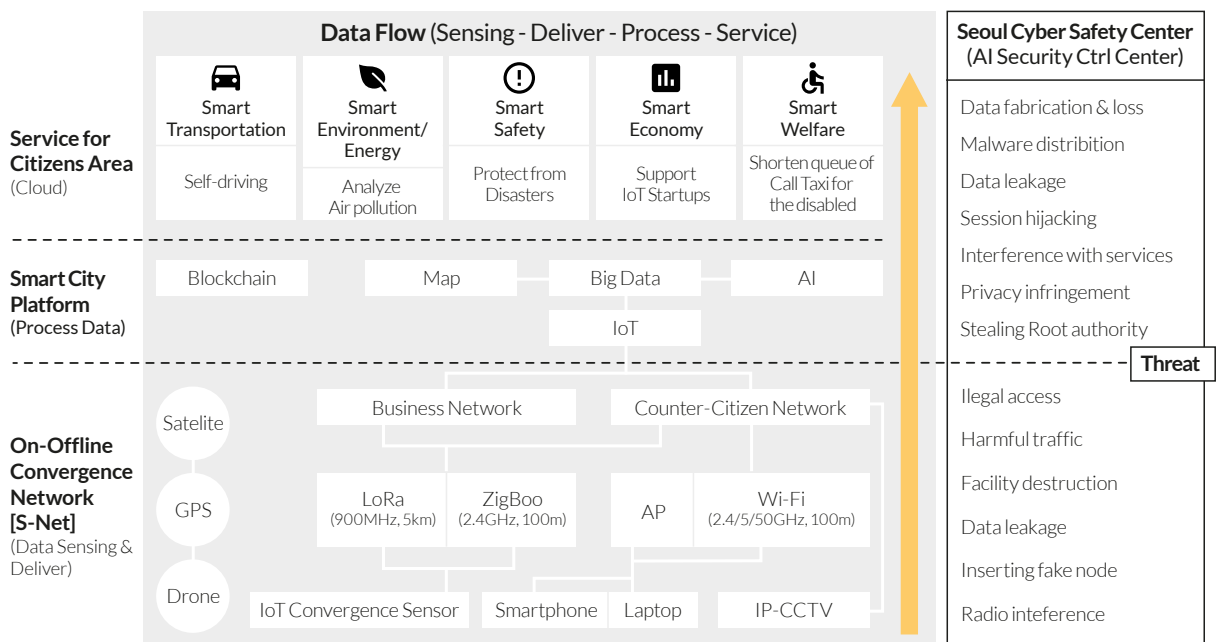 Data Flow (Sensing - Deliver - Process - Service)
Service for
Citizens Area
(Cloud)
Smart
Transportation
Self-driving
Smart
Environment/
Energy
Analyze
Air pollution
Smart
Safety
Protect from
Disasters
Smart
Economy
Support
IoT Startups
Smart
Welfare
Shorten queue of
Call Taxi for
the disabled
Smart City
Platform
(Process Data)
Blockchain
Map
Big Data
AI
IoT
On-Offline
Convergence
Network
[S-Net]
(Data Sensing &
Deliver)
Satelite
GPS
Drone
Business Network
Counter-Citizen Network
LoRa
(900MHz, 5km)
ZigBoo
(2.4GHz, 100m)
AP
Wi-Fi
(2.4/5/50GHz, 100m)
IoT Convergence Sensor
Smartphone
Laptop
IP-CCTV
Seoul Cyber Safety Center
(AI Security Ctrl Center)
Data fabrication & loss
Malware distribition
Data leakage
Session hijacking
Interference with services
Privacy infringement
Stealing Root authority
Threat
Ilegal access
Harmful traffic
Facility destruction
Data leakage
Inserting fake node
Radio inteference